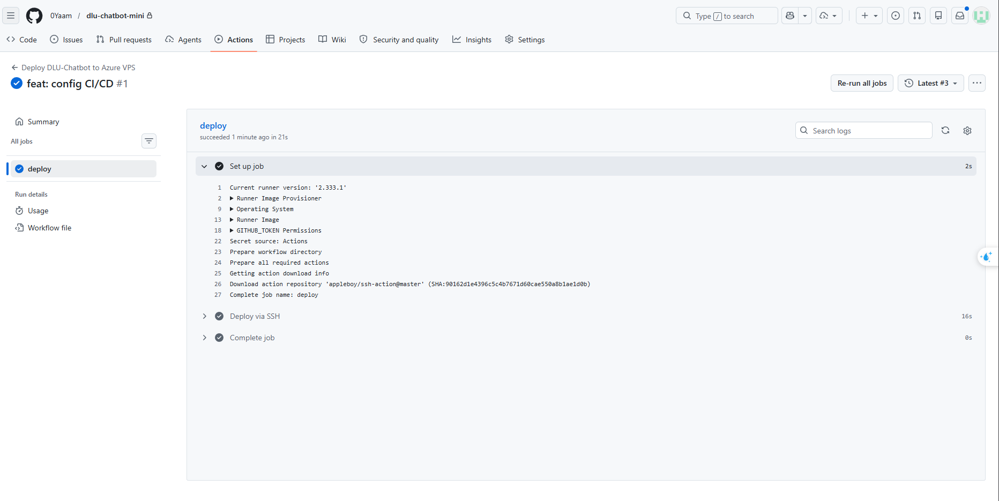 0Yaam / dlu-chatbot-mini
Type / to search
Code
Issues
Pull requests
Agents
Actions
Projects
Wiki
Security and quality
Insights
Settings
Deploy DLU-Chatbot to Azure VPS
feat: config CI/CD #1
Re-run all jobs
Latest #3
Summary
All jobs
deploy
Run details
Usage
Workflow file
deploy
succeeded 1 minute ago in 21s
Search logs
Set up job 2s
1 Current runner version: '2.333.1'
2 Runner Image Provisioner
9 Operating System
13 Runner Image
18 GITHUB_TOKEN Permissions
22 Secret source: Actions
23 Prepare workflow directory
24 Prepare all required actions
25 Getting action download info
26 Download action repository 'appleboy/ssh-action@master' (SHA:90162d1e4396c5c4b7671d60cae550a8b1ae1d0b)
27 Complete job name: deploy
Deploy via SSH 16s
Complete job 0s